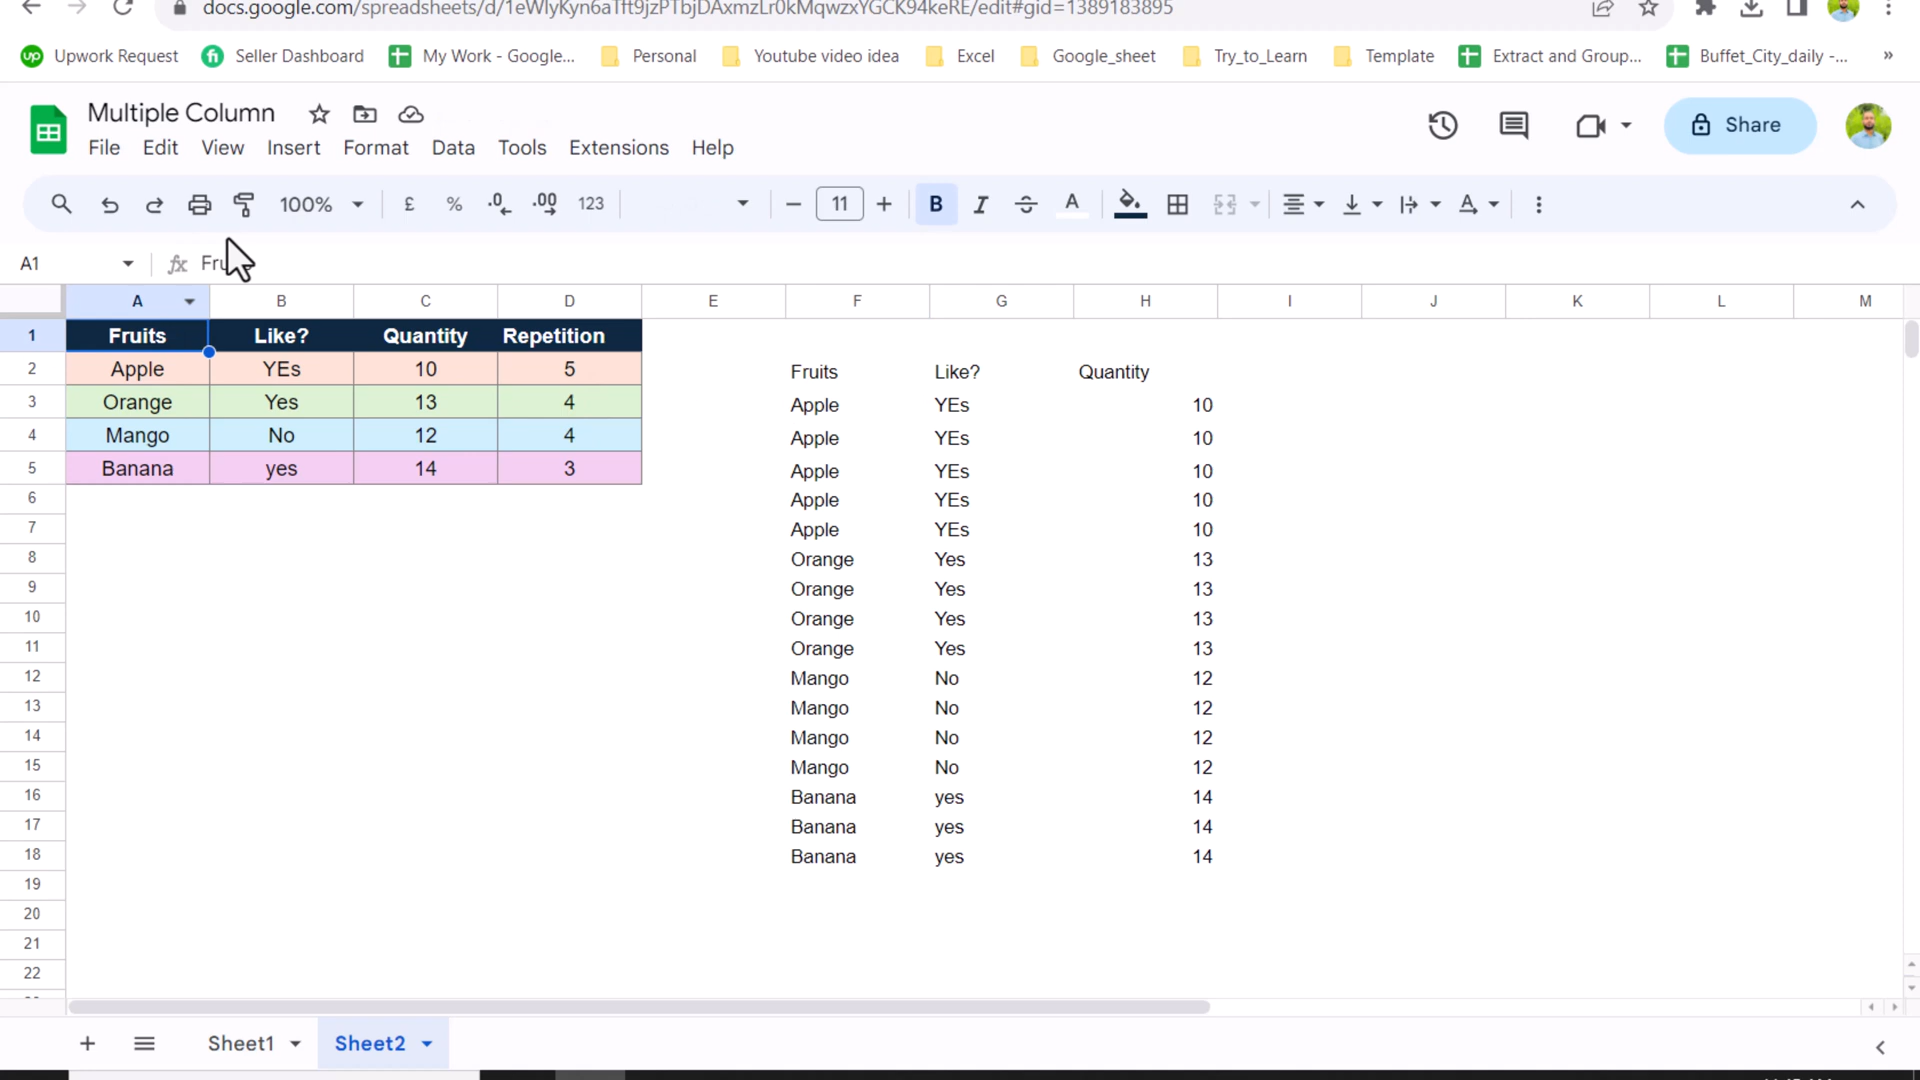 docs.google.com/spreadsheets/d/1eWlyKyn6aTft9jzPTbjDAxmzLr0kMqwzxYGCK94keRE/edit#gid=1389183895
up Upwork Request fi Seller Dashboard My Work - Google... Personal Youtube video idea Excel Google_sheet Try_to_Learn Template Extract and Group... Buffet_City_daily -... »
Multiple Column
Share
File Edit View Insert Format Data Tools Extensions Help
100% £ % .0 .00 123 11 B I A
A1 fx
A B C D E F G H I J K L M
1 Fruits Like? Quantity Repetition
2 Apple YEs 10 5 Fruits Like? Quantity
3 Orange Yes 13 4 Apple YEs 10
4 Mango No 12 4 Apple YEs 10
5 Banana yes 14 3 Apple YEs 10
6 Apple YEs 10
7 Apple YEs 10
8 Orange Yes 13
9 Orange Yes 13
10 Orange Yes 13
11 Orange Yes 13
12 Mango No 12
13 Mango No 12
14 Mango No 12
15 Mango No 12
16 Banana yes 14
17 Banana yes 14
18 Banana yes 14
19
20
21
22
Sheet1 Sheet2